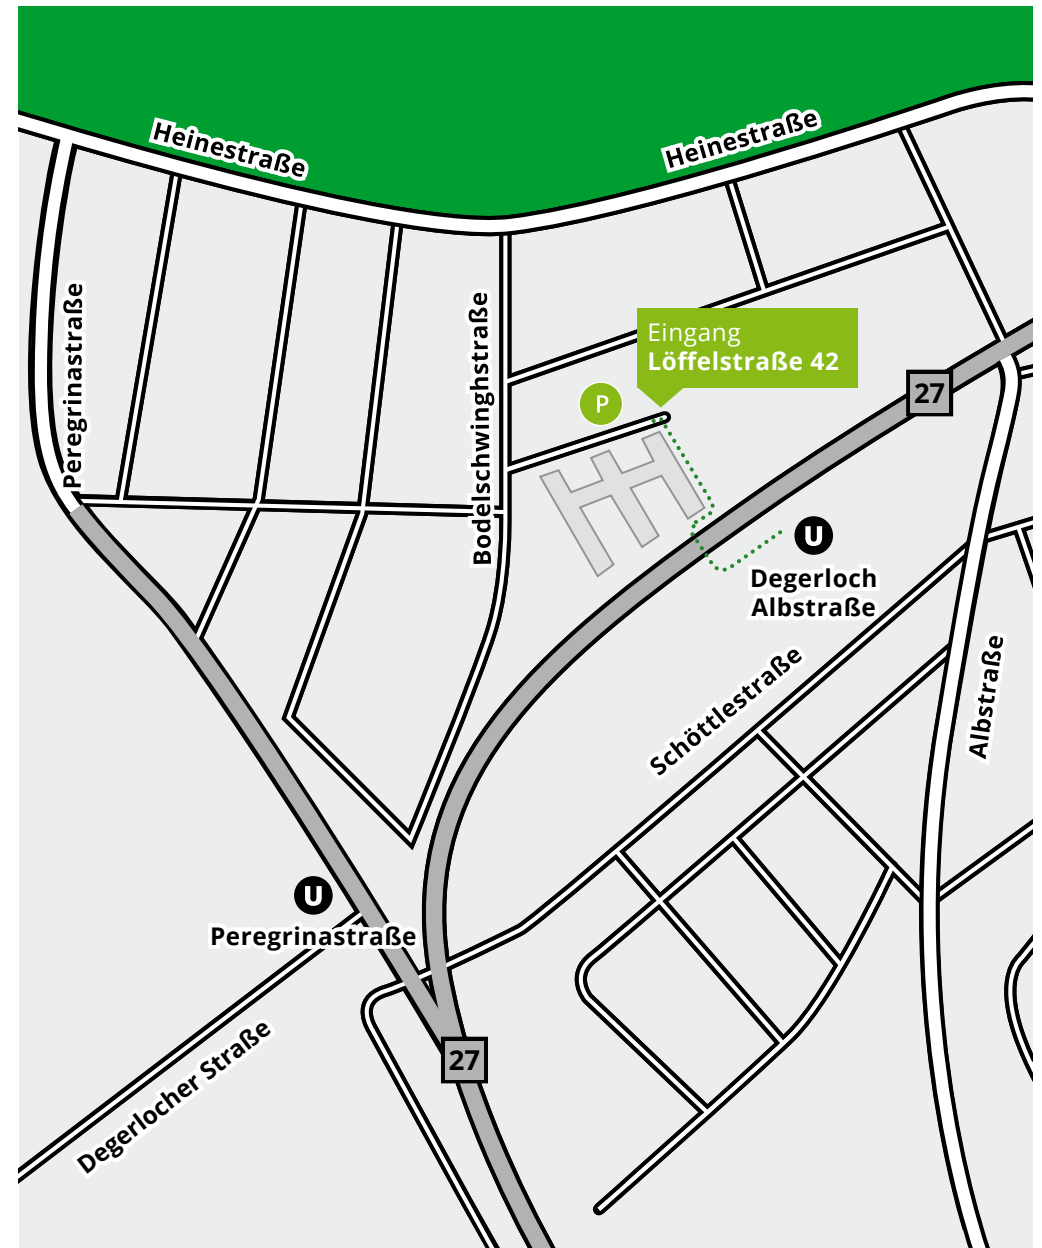 Heinestraße
Heinestraße
Peregrinastraße
Bodelschwinghstraße
Eingang
Löffelstraße 42
P
27
U
Degerloch
Albstraße
Schöttlestraße
Albstraße
U
Peregrinastraße
Degerlocher Straße
27